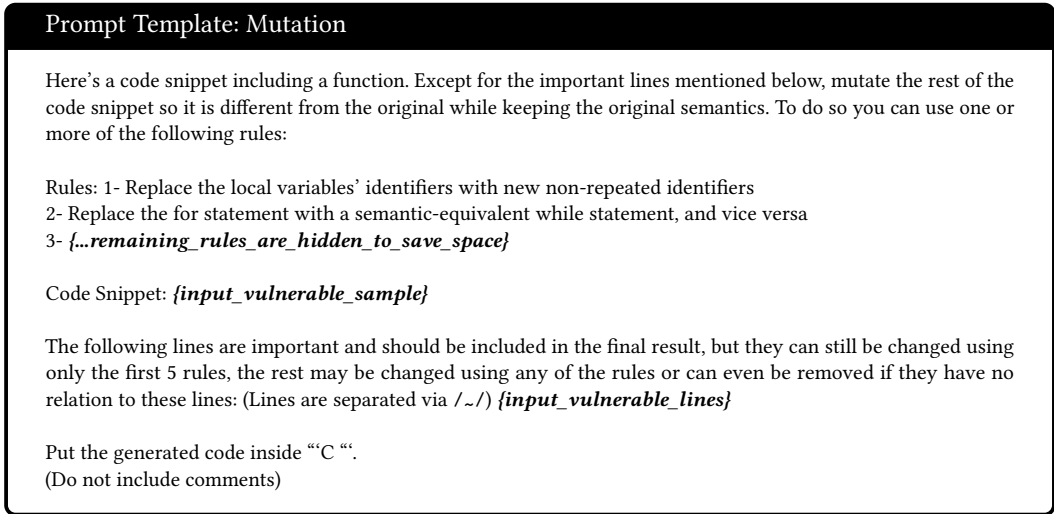 Prompt Template: Mutation
Here's a code snippet including a function. Except for the important lines mentioned below, mutate the rest of the
code snippet so it is different from the original while keeping the original semantics. To do so you can use one or
more of the following rules:
Rules: 1- Replace the local variables' identifiers with new non-repeated identifiers
2- Replace the for statement with a semantic-equivalent while statement, and vice versa
3- {...remaining_rules_are_hidden_to_save_space}
Code Snippet: {input_vulnerable_sample}
The following lines are important and should be included in the final result, but they can still be changed using
only the first 5 rules, the rest may be changed using any of the rules or can even be removed if they have no
relation to these lines: (Lines are separated via /~/) {input_vulnerable_lines}
Put the generated code inside “‘C “‘.
(Do not include comments)